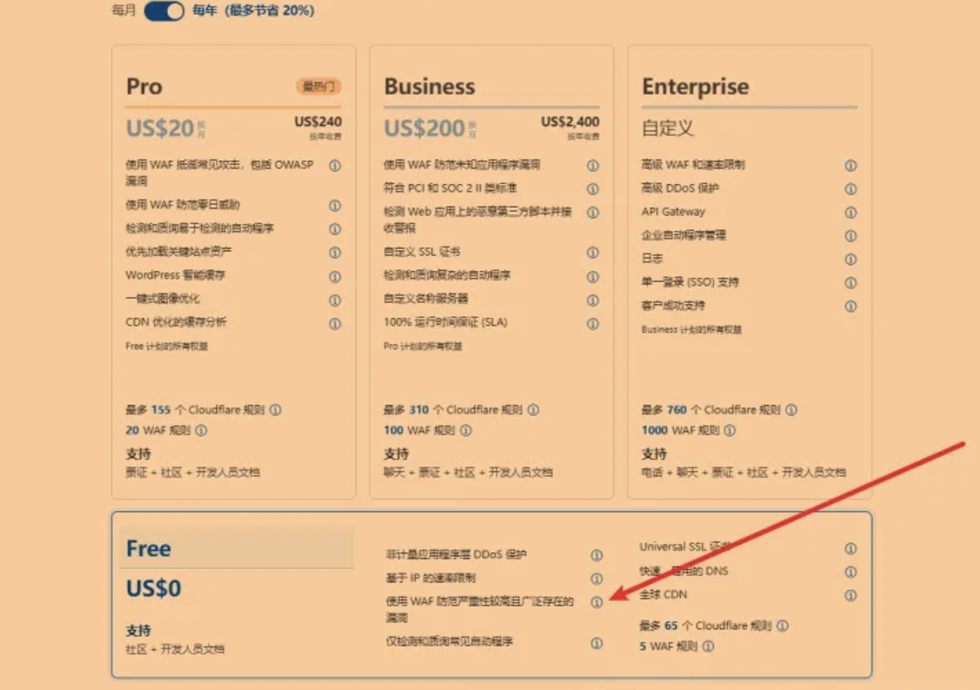 每月 每年 (最多节省 20%)
Pro 最热门
US$20 按月 US$240
按年收费
使用 WAF 抵御常见攻击，包括 OWASP
漏洞
使用 WAF 防范零日威胁
检测和质询易于检测的自动程序
优先加载关键站点资产
WordPress 智能缓存
一键式图像优化
CDN 优化的缓存分析
Free 计划的所有权益
最多 155 个 Cloudflare 规则
20 WAF 规则
支持
票证 + 社区 + 开发人员文档
Business
US$200 按月 US$2,400
按年收费
使用 WAF 防范未知应用程序漏洞
符合 PCI 和 SOC 2 II 类标准
检测 Web 应用上的恶意第三方脚本并接
收警报
自定义 SSL 证书
检测和质询复杂的自动程序
自定义名称服务器
100% 运行时间保证 (SLA)
Pro 计划的所有权益
最多 310 个 Cloudflare 规则
100 WAF 规则
支持
聊天 + 票证 + 社区 + 开发人员文档
Enterprise
自定义
高级 WAF 和速率限制
高级 DDoS 保护
API Gateway
企业自动程序管理
日志
单一登录 (SSO) 支持
客户成功支持
Business 计划的所有权益
最多 760 个 Cloudflare 规则
1000 WAF 规则
支持
电话 + 聊天 + 票证 + 社区 + 开发人员文档
Free
US$0
支持
社区 + 开发人员文档
非计量应用程序层 DDoS 保护
基于 IP 的速率限制
使用 WAF 防范严重性较高且广泛存在的
漏洞
仅检测和质询常见自动程序
Universal SSL 证书
快速、易用的 DNS
全球 CDN
最多 65 个 Cloudflare 规则
5 WAF 规则